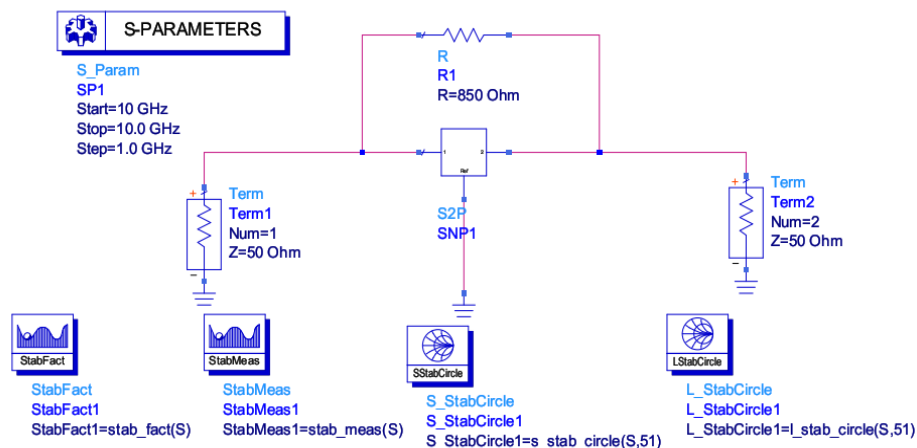 S-PARAMETERS
S_Param
SP1
Start=10 GHz
Stop=10.0 GHz
Step=1.0 GHz
R
R1
R=850 Ohm
1
2
Ref
S2P
SNP1
+
Term
Term1
Num=1
Z=50 Ohm
-
+
Term
Term2
Num=2
Z=50 Ohm
-
StabFact
StabFact
StabFact1
StabFact1=stab_fact(S)
StabMeas
StabMeas
StabMeas1
StabMeas1=stab_meas(S)
SStabCircle
S_StabCircle
S_StabCircle1
S_StabCircle1=s_stab_circle(S,51)
LStabCircle
L_StabCircle
L_StabCircle1
L_StabCircle1=l_stab_circle(S,51)